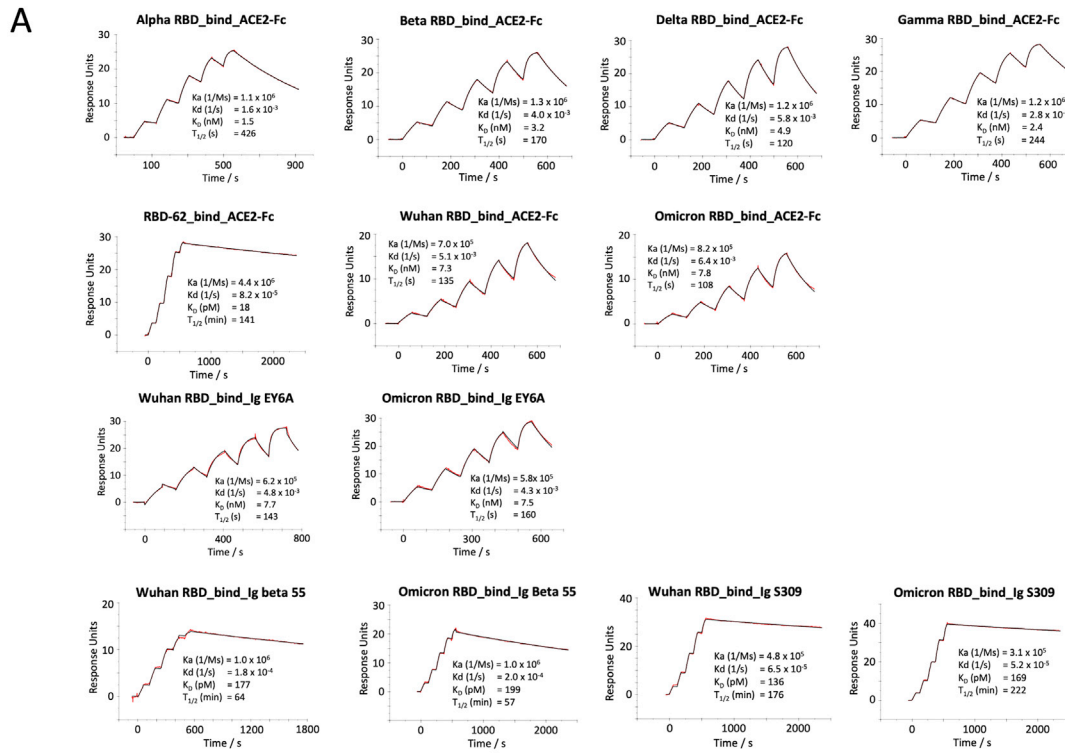 A
Alpha RBD_bind_ACE2-Fc
Response Units
30
20
10
0
Ka (1/Ms) = 1.1 x 10⁶
Kd (1/s) = 1.6 x 10⁻³
K_D (nM) = 1.5
T_1/2 (s) = 426
100 500 900
Time / s
Beta RBD_bind_ACE2-Fc
Response Units
30
20
10
0
Ka (1/Ms) = 1.3 x 10⁶
Kd (1/s) = 4.0 x 10⁻³
K_D (nM) = 3.2
T_1/2 (s) = 170
0 200 400 600
Time / s
Delta RBD_bind_ACE2-Fc
Response Units
30
20
10
0
Ka (1/Ms) = 1.2 x 10⁶
Kd (1/s) = 5.8 x 10⁻³
K_D (nM) = 4.9
T_1/2 (s) = 120
0 200 400 600
Time / s
Gamma RBD_bind_ACE2-Fc
Response Units
30
20
10
0
Ka (1/Ms) = 1.2 x 10⁶
Kd (1/s) = 2.8 x 10⁻
K_D (nM) = 2.4
T_1/2 (s) = 244
0 200 400 600
Time / s
RBD-62_bind_ACE2-Fc
Response Units
30
20
10
0
Ka (1/Ms) = 4.4 x 10⁶
Kd (1/s) = 8.2 x 10⁻⁵
K_D (pM) = 18
T_1/2 (min) = 141
0 1000 2000
Time / s
Wuhan RBD_bind_ACE2-Fc
Response Units
20
10
0
Ka (1/Ms) = 7.0 x 10⁵
Kd (1/s) = 5.1 x 10⁻³
K_D (nM) = 7.3
T_1/2 (s) = 135
0 200 400 600
Time / s
Omicron RBD_bind_ACE2-Fc
Response Units
20
10
0
Ka (1/Ms) = 8.2 x 10⁵
Kd (1/s) = 6.4 x 10⁻³
K_D (nM) = 7.8
T_1/2 (s) = 108
0 200 400 600
Time / s
Wuhan RBD_bind_Ig EY6A
Response Units
30
20
10
0
Ka (1/Ms) = 6.2 x 10⁵
Kd (1/s) = 4.8 x 10⁻³
K_D (nM) = 7.7
T_1/2 (s) = 143
0 200 400 600 800
Time / s
Omicron RBD_bind_Ig EY6A
Response Units
30
20
10
0
Ka (1/Ms) = 5.8x 10⁵
Kd (1/s) = 4.3 x 10⁻³
K_D (nM) = 7.5
T_1/2 (s) = 160
0 300 600
Time / s
Wuhan RBD_bind_Ig beta 55
Response Units
20
10
0
Ka (1/Ms) = 1.0 x 10⁶
Kd (1/s) = 1.8 x 10⁻⁴
K_D (pM) = 177
T_1/2 (min) = 64
0 600 1200 1800
Time / s
Omicron RBD_bind_Ig Beta 55
Response Units
30
20
10
0
Ka (1/Ms) = 1.0 x 10⁶
Kd (1/s) = 2.0 x 10⁻⁴
K_D (pM) = 199
T_1/2 (min) = 57
0 1000 2000
Time / s
Wuhan RBD_bind_Ig S309
Response Units
40
20
0
Ka (1/Ms) = 4.8 x 10⁵
Kd (1/s) = 6.5 x 10⁻⁵
K_D (pM) = 136
T_1/2 (min) = 176
0 1000 2000
Time / s
Omicron RBD_bind_Ig S309
Response Units
40
20
0
Ka (1/Ms) = 3.1 x 10⁵
Kd (1/s) = 5.2 x 10⁻⁵
K_D (pM) = 169
T_1/2 (min) = 222
0 1000 2000
Time / s